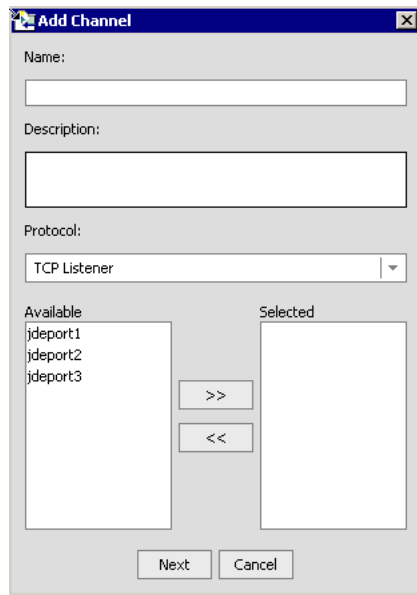 Add Channel
Name:
Description:
Protocol:
TCP Listener
Available
Selected
jdeport1
jdeport2
jdeport3
>>
<<
Next
Cancel